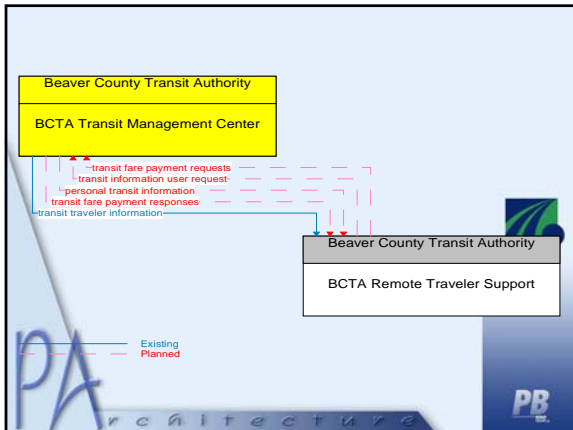 Beaver County Transit Authority
BCTA Transit Management Center
transit fare payment requests
transit information user request
personal transit information
transit fare payment responses
transit traveler information
Beaver County Transit Authority
BCTA Remote Traveler Support
Existing
Planned
PA
rchitecture
PB